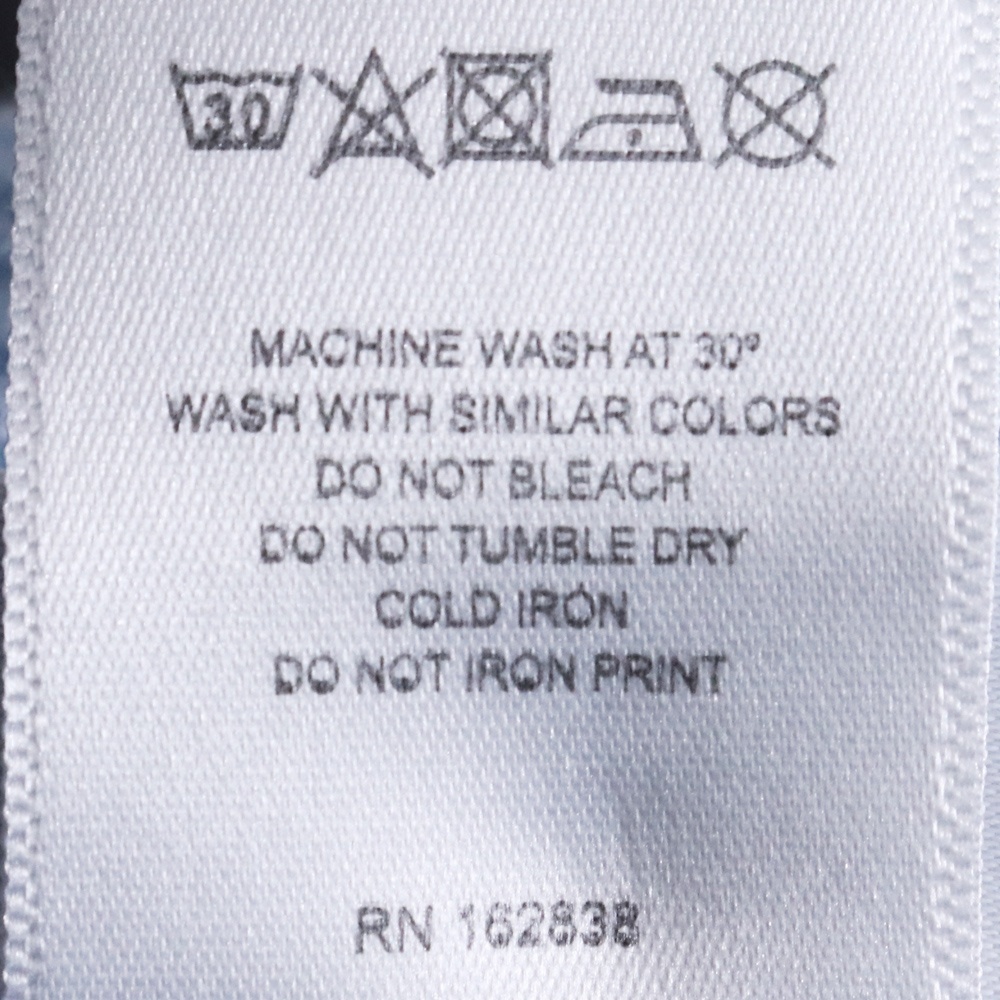 30
MACHINE WASH AT 30°
WASH WITH SIMILAR COLORS
DO NOT BLEACH
DO NOT TUMBLE DRY
COLD IRON
DO NOT IRON PRINT
RN 162838